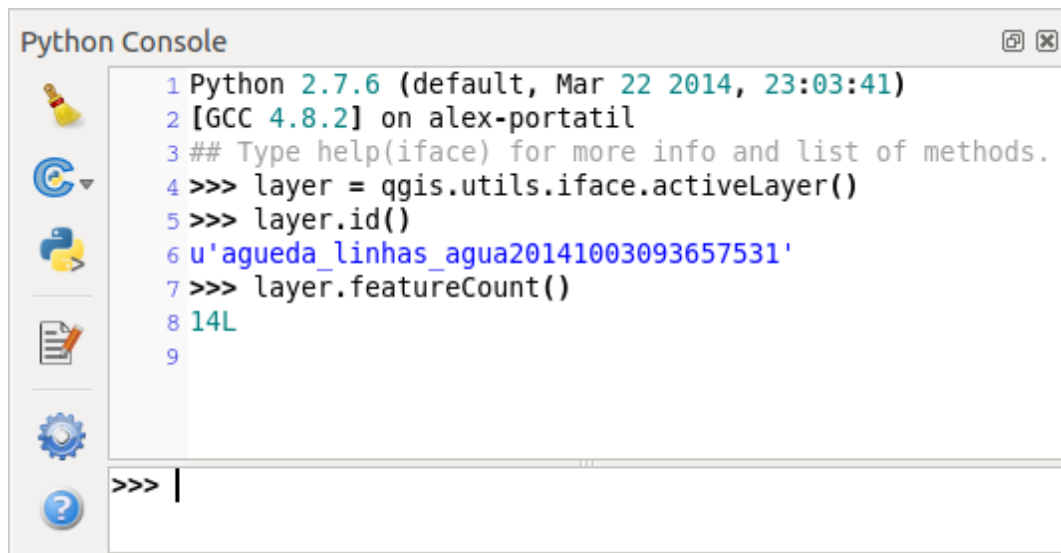 Python Console
1 Python 2.7.6 (default, Mar 22 2014, 23:03:41)
2 [GCC 4.8.2] on alex-portatil
3 ## Type help(iface) for more info and list of methods.
4 >>> layer = qgis.utils.iface.activeLayer()
5 >>> layer.id()
6 u'agueda_linhas_agua20141003093657531'
7 >>> layer.featureCount()
8 14L
9
>>>